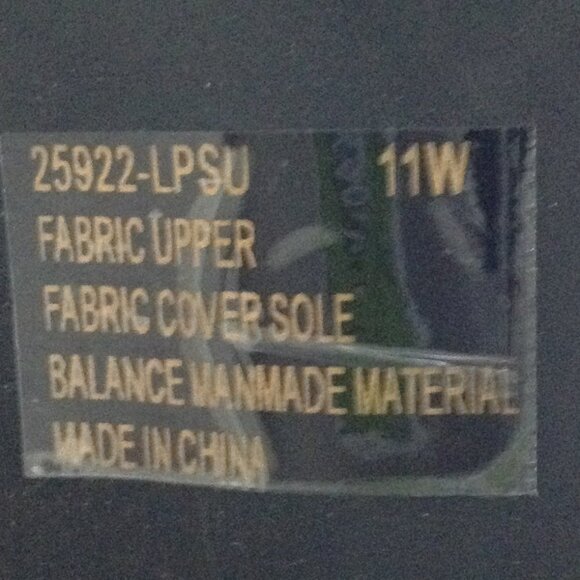 25922-LPSU 11W
FABRIC UPPER
FABRIC COVER SOLE
BALANCE MANMADE MATERIAL
MADE IN CHINA